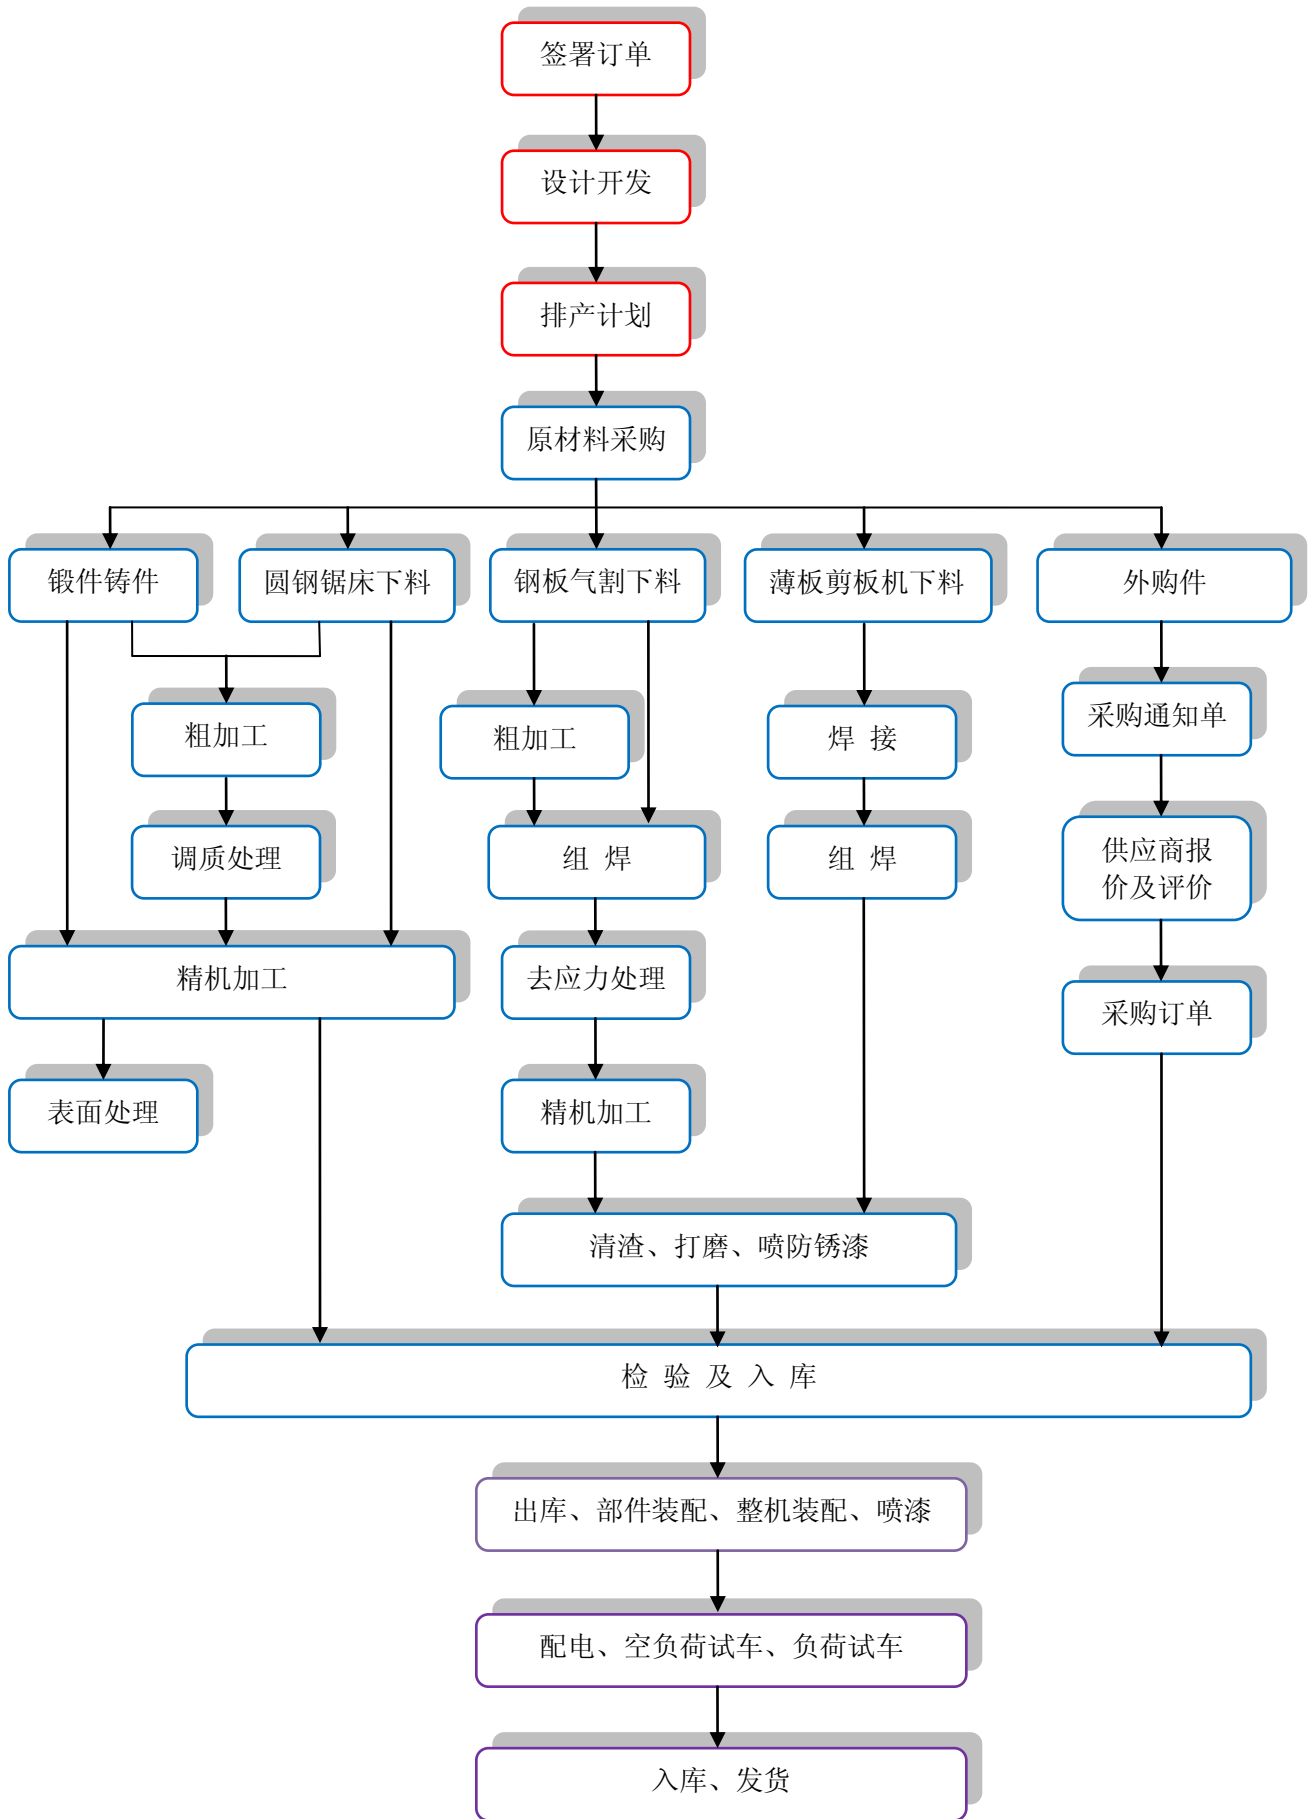 签署订单
设计开发
排产计划
原材料采购
锻件铸件
圆钢锯床下料
钢板气割下料
薄板剪板机下料
外购件
粗加工
粗加工
焊 接
采购通知单
调质处理
组 焊
组 焊
供应商报
价及评价
精机加工
去应力处理
采购订单
表面处理
精机加工
清渣、打磨、喷防锈漆
检 验 及 入 库
出库、部件装配、整机装配、喷漆
配电、空负荷试车、负荷试车
入库、发货